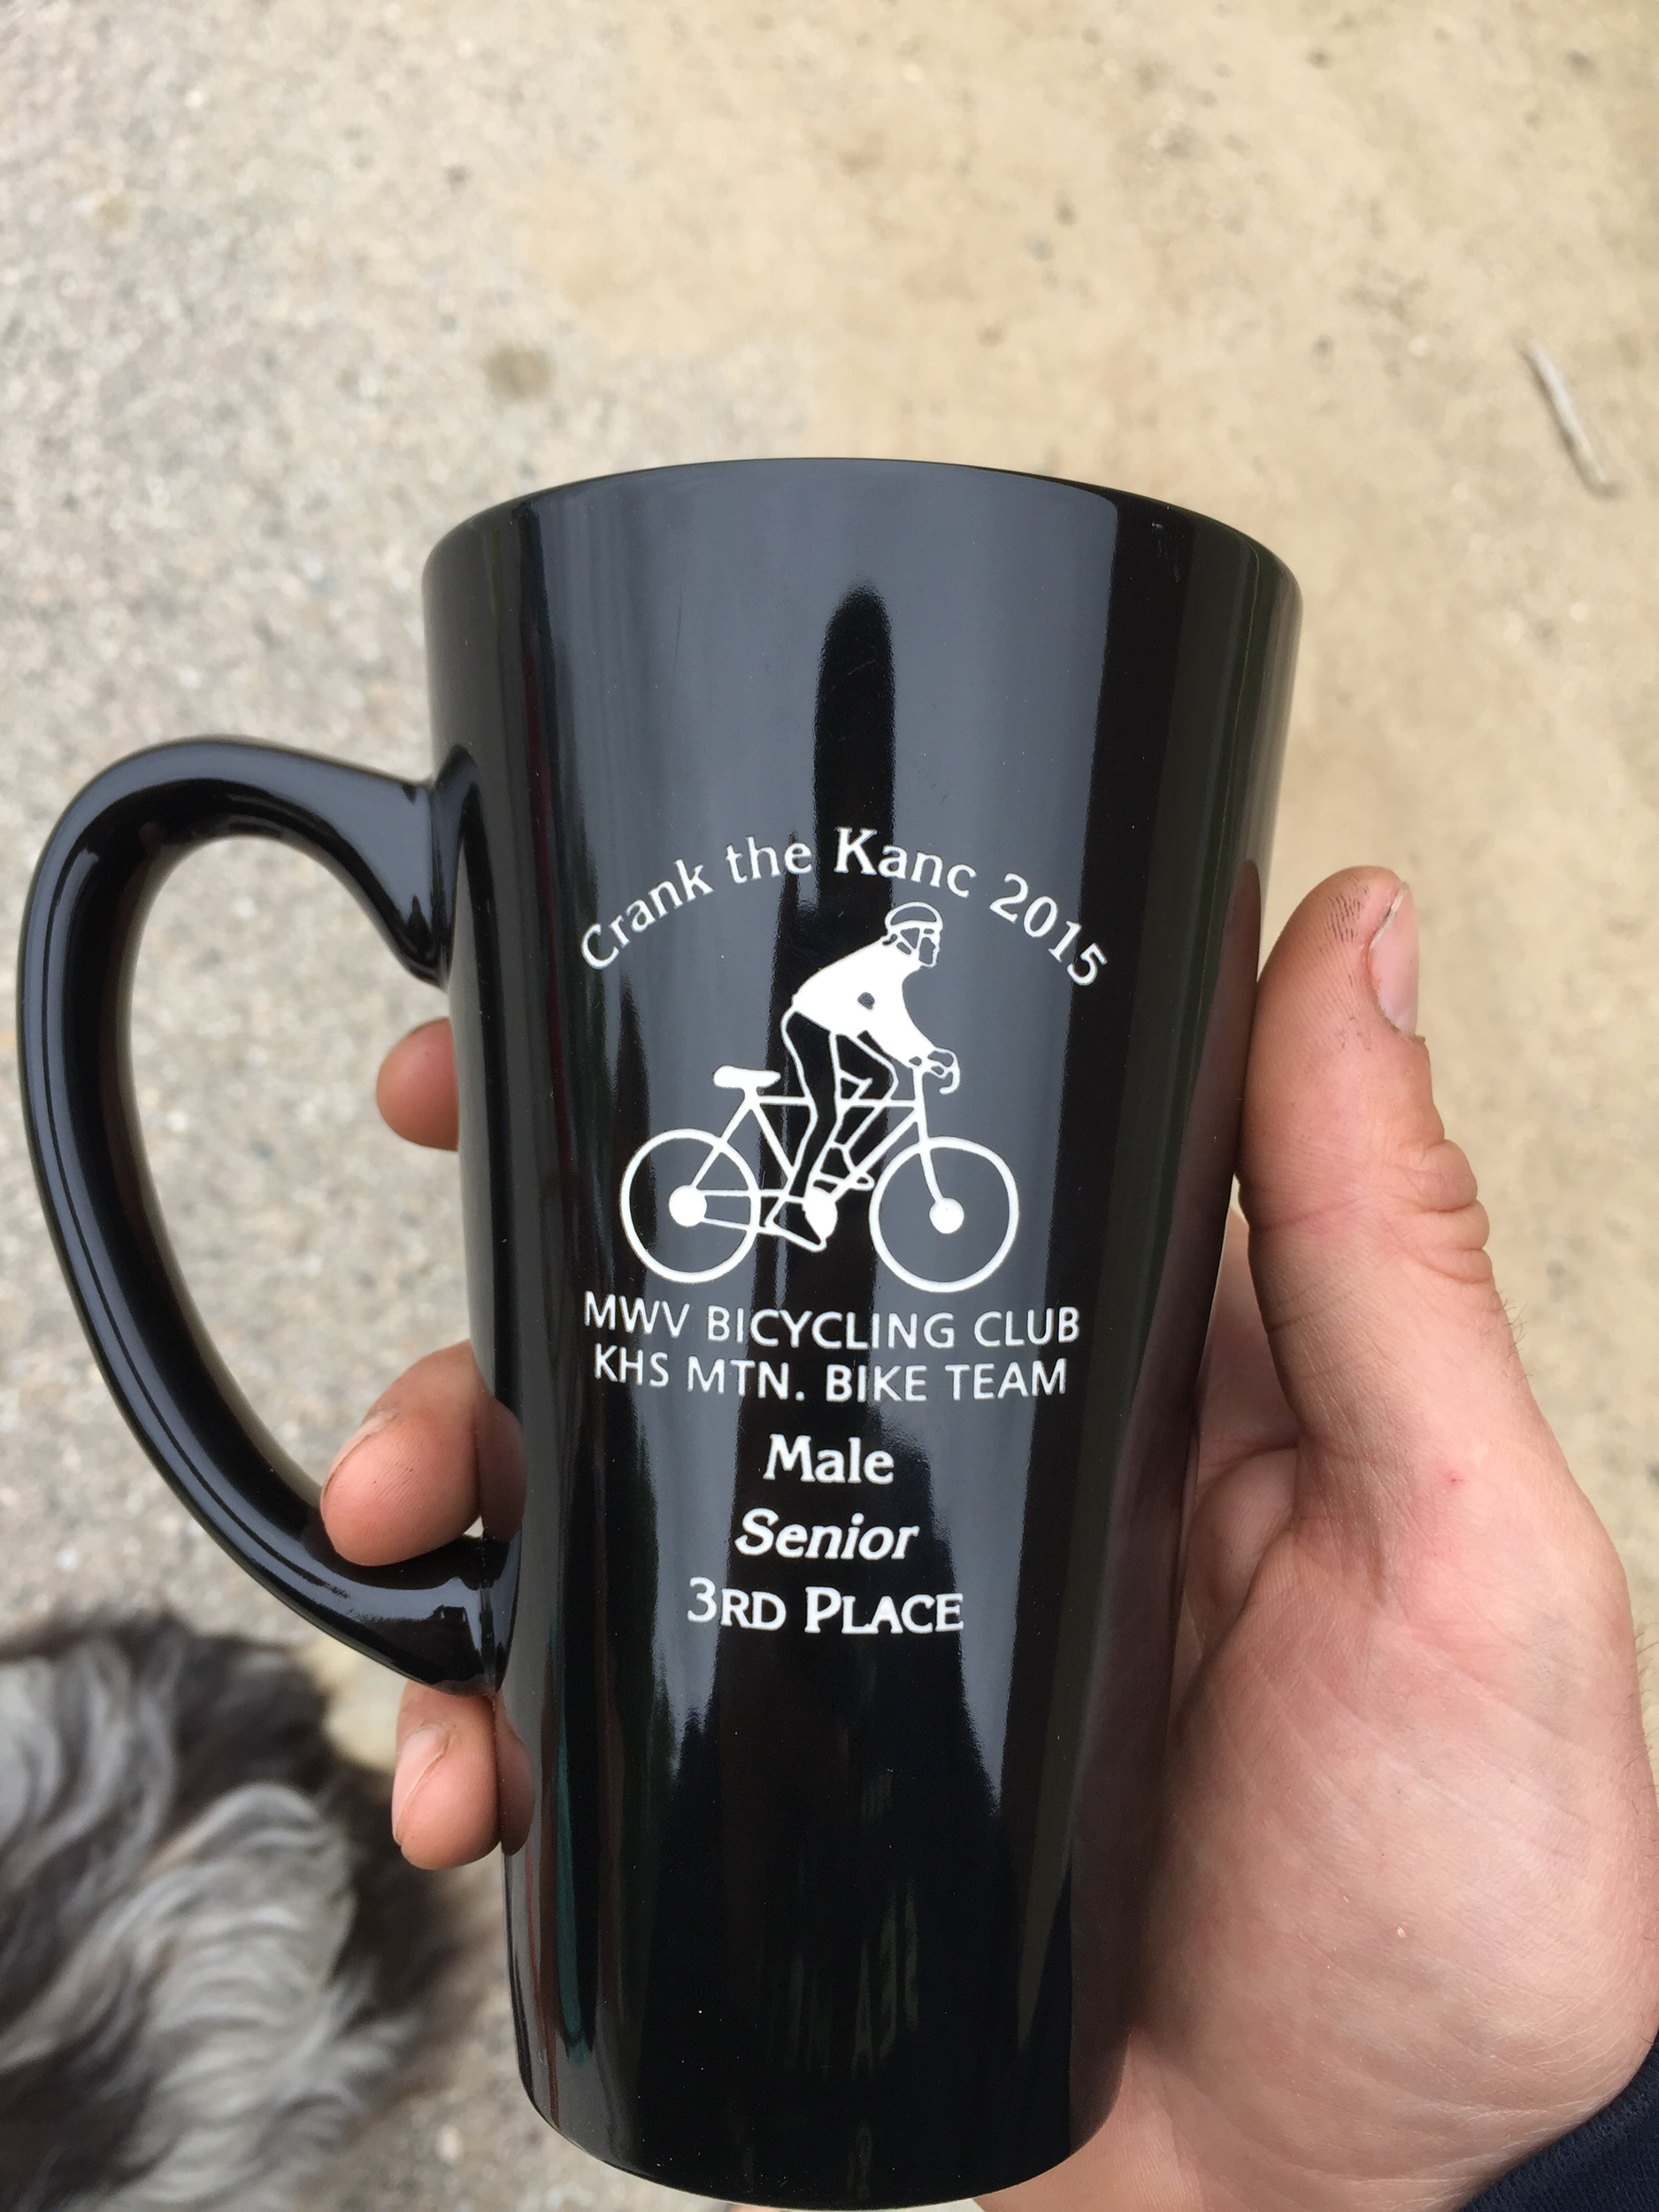 Crank the Kanc 2015
MWV BICYCLING CLUB
KHS MTN. BIKE TEAM
Male
Senior
3RD PLACE